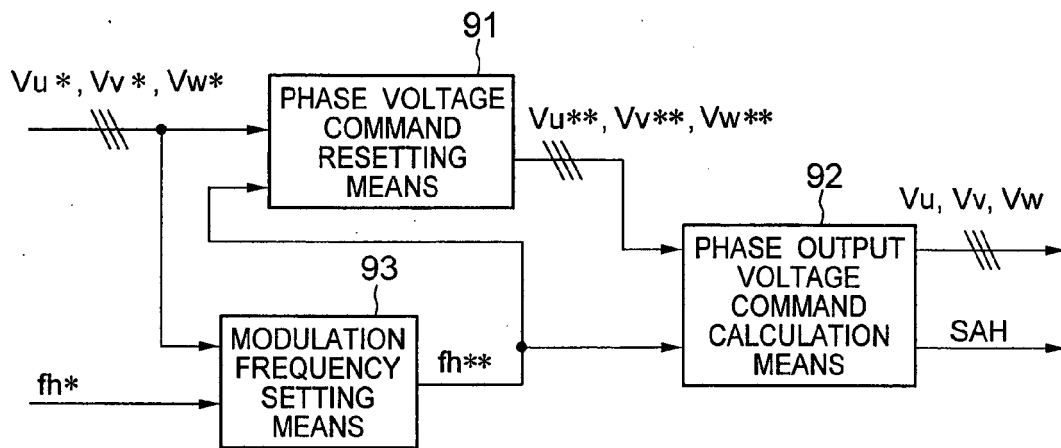 91
Vu*, Vv*, Vw*
PHASE VOLTAGE
COMMAND
RESETTING
MEANS
Vu**, Vv**, Vw**
92
Vu, Vv, Vw
PHASE OUTPUT
VOLTAGE
COMMAND
CALCULATION
MEANS
SAH
93
MODULATION
FREQUENCY
SETTING
MEANS
fh**
fh*